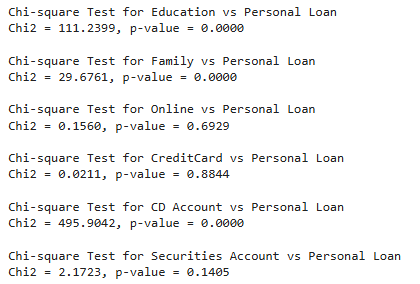 Chi-square Test for Education vs Personal Loan
Chi2 = 111.2399, p-value = 0.0000
Chi-square Test for Family vs Personal Loan
Chi2 = 29.6761, p-value = 0.0000
Chi-square Test for Online vs Personal Loan
Chi2 = 0.1560, p-value = 0.6929
Chi-square Test for CreditCard vs Personal Loan
Chi2 = 0.0211, p-value = 0.8844
Chi-square Test for CD Account vs Personal Loan
Chi2 = 495.9042, p-value = 0.0000
Chi-square Test for Securities Account vs Personal Loan
Chi2 = 2.1723, p-value = 0.1405